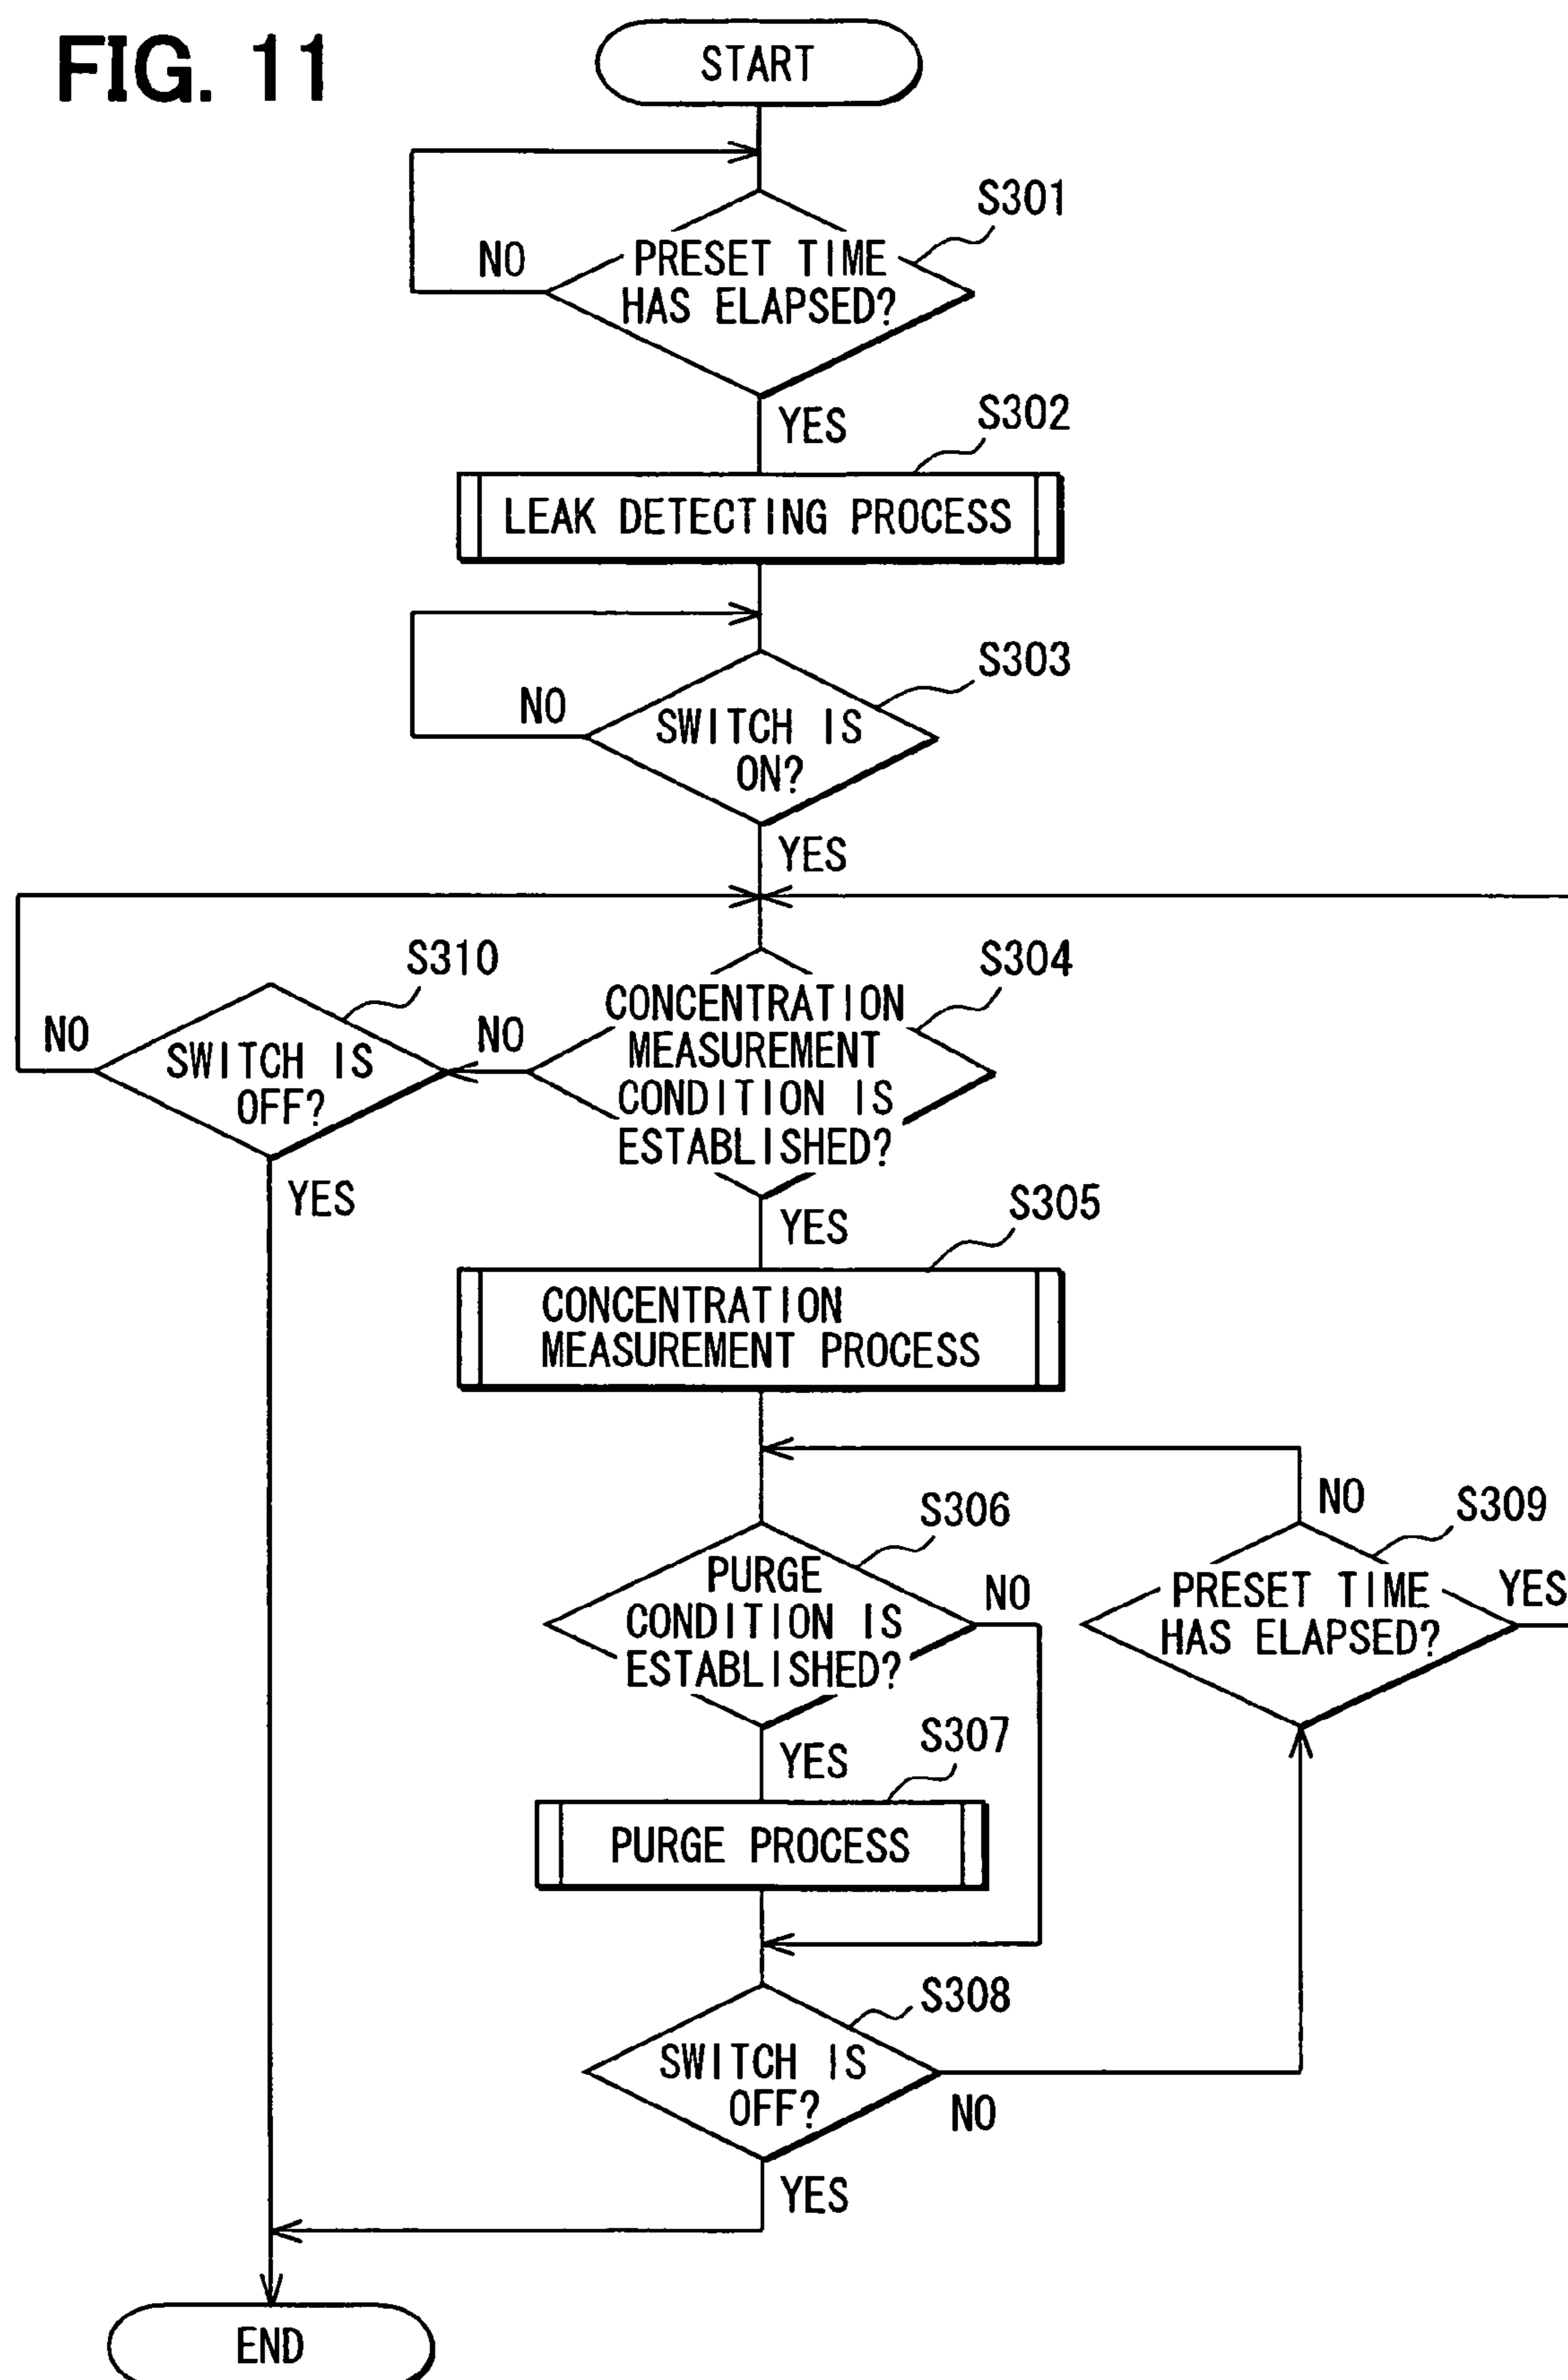 FIG. 11
START
S301
NO
PRESET TIME
HAS ELAPSED?
YES
S302
LEAK DETECTING PROCESS
S303
NO
SWITCH IS
ON?
YES
S310
S304
NO
SWITCH IS
OFF?
YES
NO
CONCENTRATION
MEASUREMENT
CONDITION IS
ESTABLISHED?
YES
S305
CONCENTRATION
MEASUREMENT PROCESS
S306
PURGE
CONDITION IS
ESTABLISHED?
NO
YES
NO
S309
PRESET TIME
HAS ELAPSED?
YES
S307
PURGE PROCESS
S308
SWITCH IS
OFF?
NO
YES
END